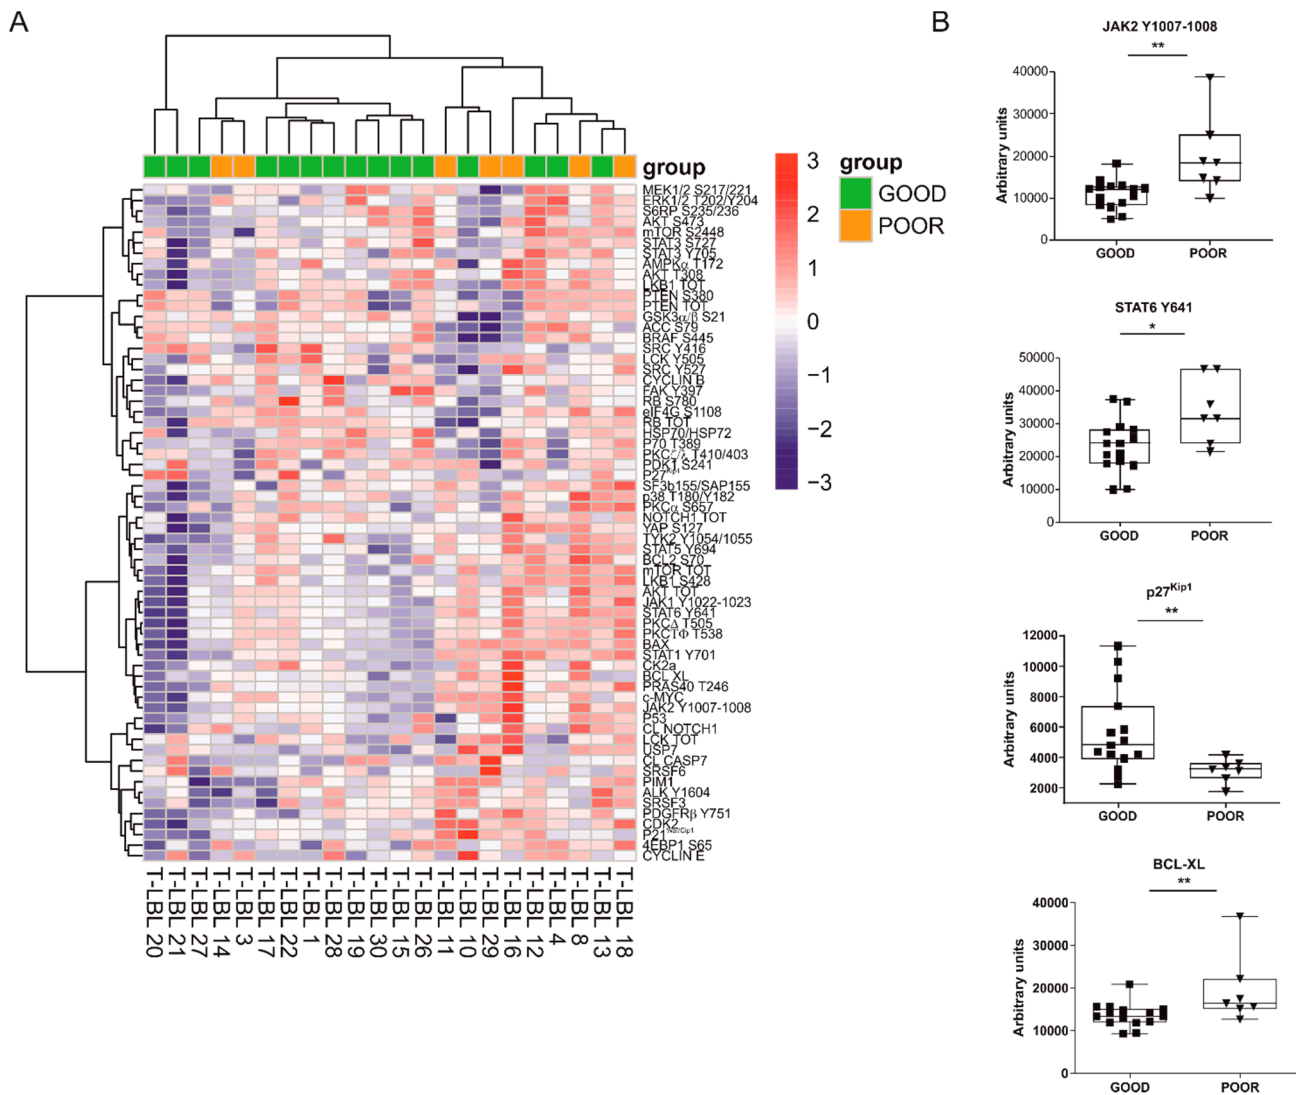 A
group
MEK1/2 S217/221
ERK1/2 T202/Y204
S6RP S235/236
AKT S473
mTOR S2448
STAT3 S727
STAT3 Y705
AMPKα T172
AKT T308
LKB1 TOT
PTEN S380
PTEN TOT
GSK3α/β S21
ACC S79
BRAF S445
SRC Y416
LCK Y505
SRC Y527
CYCLIN B
FAK Y397
RB S780
eIF4G S1108
RB TOT
HSP70/HSP72
P70 T389
PKCζ/λ T410/403
PDK1 S241
P27Kip1
SF3b155/SAP155
p38 T180/Y182
PKCα S657
NOTCH1 TOT
YAP S127
TYK2 Y1054/1055
STAT5 Y694
BCL2 S70
mTOR TOT
LKB1 S428
AKT TOT
JAK1 Y1022-1023
STAT6 Y641
PKCΔ T505
PKCTΦ T538
BAX
STAT1 Y701
CK2a
BCL XL
PRAS40 T246
c-MYC
JAK2 Y1007-1008
P53
CL NOTCH1
LCK TOT
USP7
CL CASP7
SRSF6
PIM1
ALK Y1604
SRSF3
PDGFRβ Y751
CDK2
P21Waf/Cip1
4EBP1 S65
CYCLIN E
T-LBL 20
T-LBL 21
T-LBL 27
T-LBL 14
T-LBL 3
T-LBL 17
T-LBL 22
T-LBL 1
T-LBL 28
T-LBL 19
T-LBL 30
T-LBL 15
T-LBL 26
T-LBL 11
T-LBL 10
T-LBL 29
T-LBL 16
T-LBL 12
T-LBL 4
T-LBL 8
T-LBL 13
T-LBL 18
3
2
1
0
−1
−2
−3
group
GOOD
POOR
B
JAK2 Y1007-1008
**
Arbitrary units
40000
30000
20000
10000
0
GOOD
POOR
STAT6 Y641
*
Arbitrary units
50000
40000
30000
20000
10000
0
GOOD
POOR
p27Kip1
**
Arbitrary units
12000
10000
8000
6000
4000
2000
GOOD
POOR
BCL-XL
**
Arbitrary units
40000
30000
20000
10000
0
GOOD
POOR